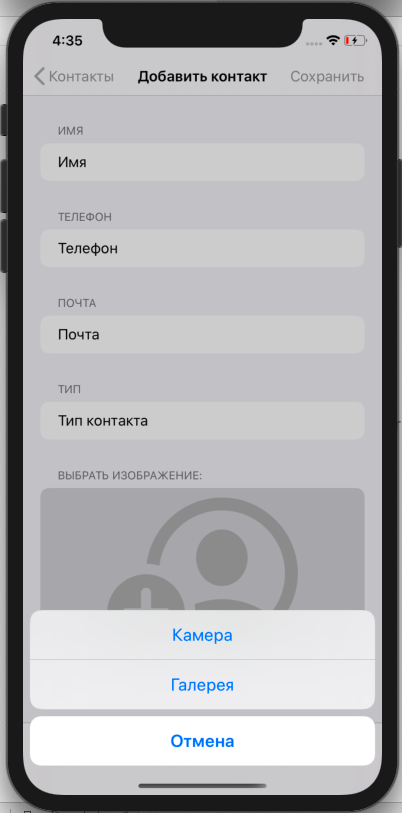 4:35
Контакты Добавить контакт Сохранить
ИМЯ
Имя
ТЕЛЕФОН
Телефон
ПОЧТА
Почта
ТИП
Тип контакта
ВЫБРАТЬ ИЗОБРАЖЕНИЕ:
Камера
Галерея
Отмена